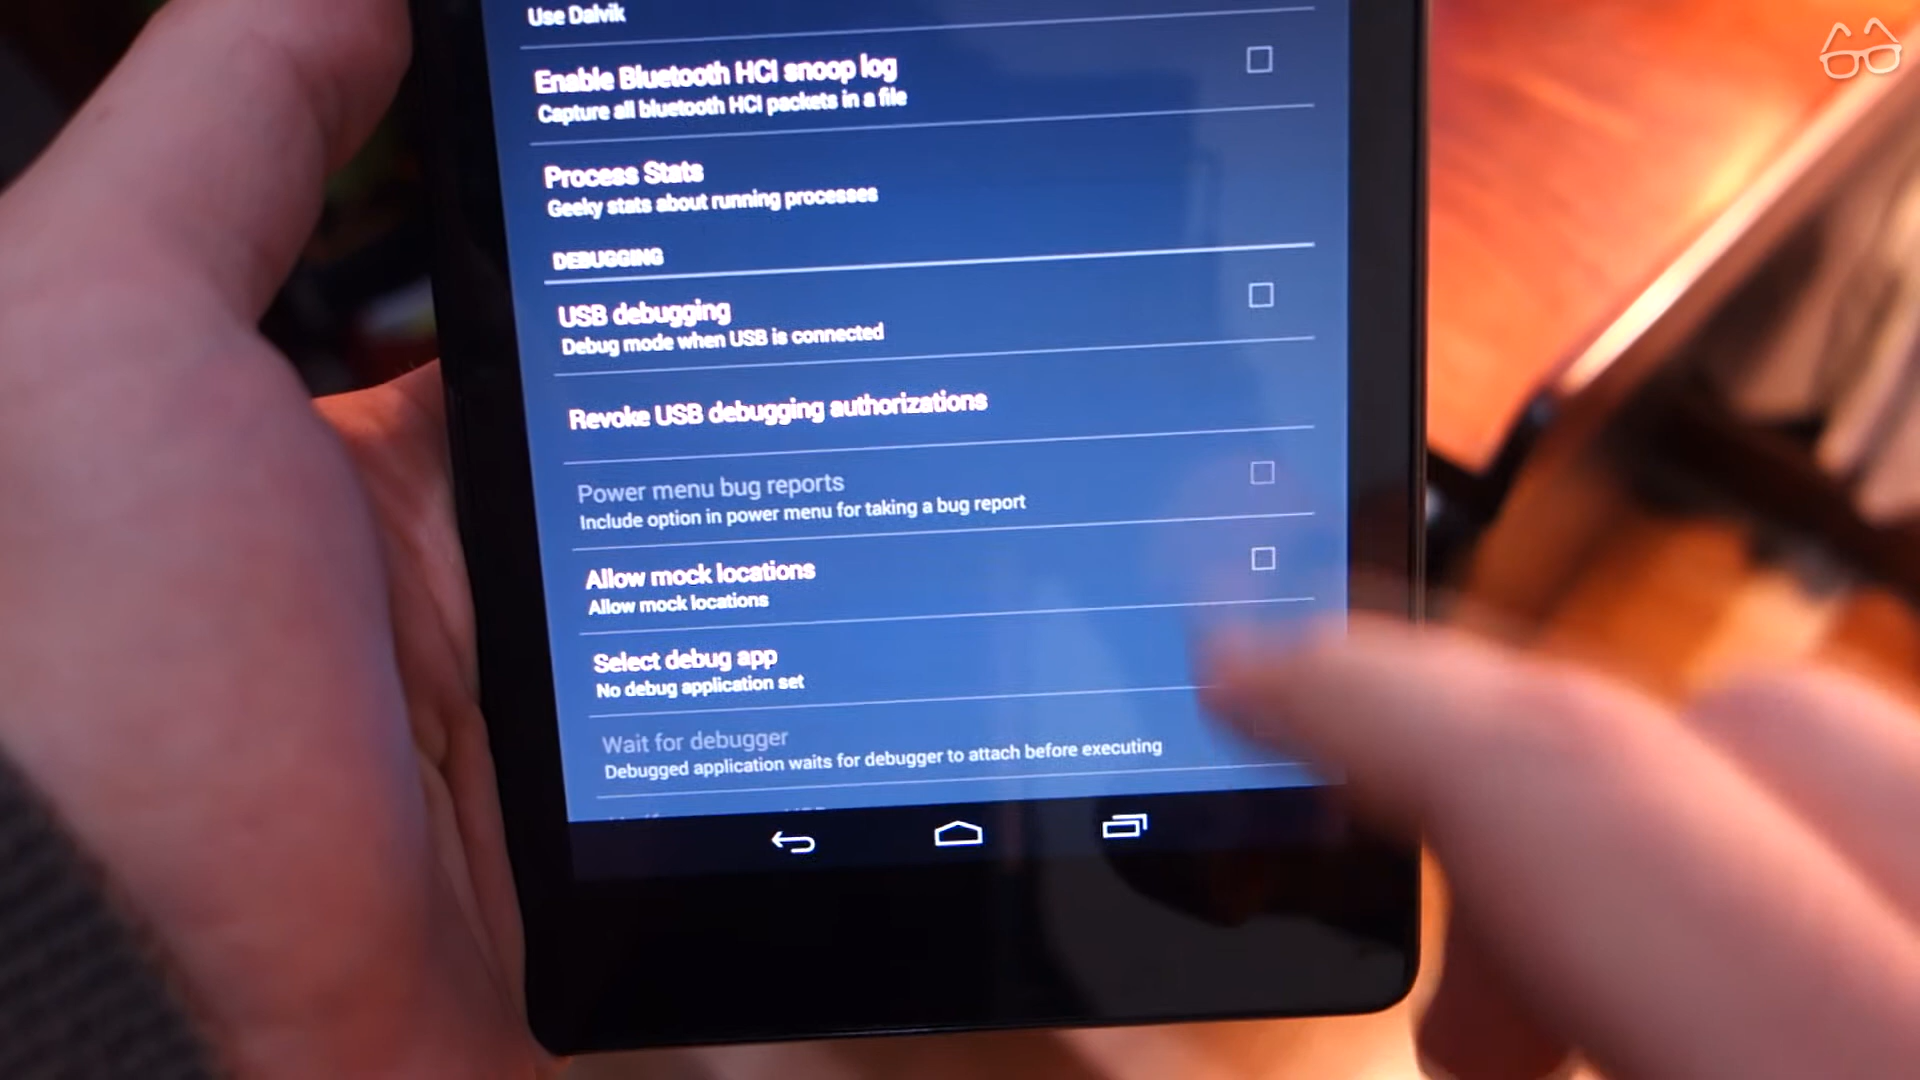 Use Dalvik
Enable Bluetooth HCI snoop log
Capture all bluetooth HCI packets in a file
Process Stats
Geeky stats about running processes
DEBUGGING
USB debugging
Debug mode when USB is connected
Revoke USB debugging authorizations
Power menu bug reports
Include option in power menu for taking a bug report
Allow mock locations
Allow mock locations
Select debug app
No debug application set
Wait for debugger
Debugged application waits for debugger to attach before executing